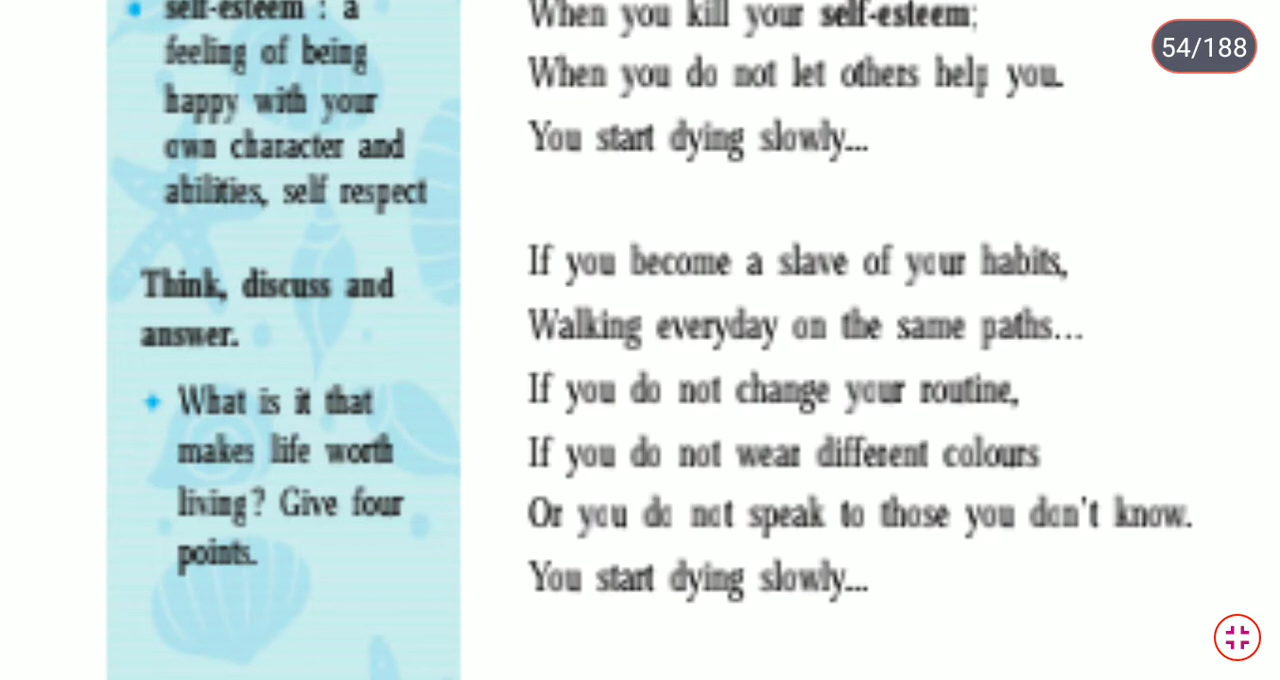 self-esteem : a
feeling of being
happy with your
own character and
abilities, self respect
Think, discuss and
answer.
What is it that
makes life worth
living? Give four
points.
When you kill your self-esteem;
When you do not let others help you.
You start dying slowly...
If you become a slave of your habits,
Walking everyday on the same paths...
If you do not change your routine,
If you do not wear different colours
Or you do not speak to those you don't know.
You start dying slowly...
54/188